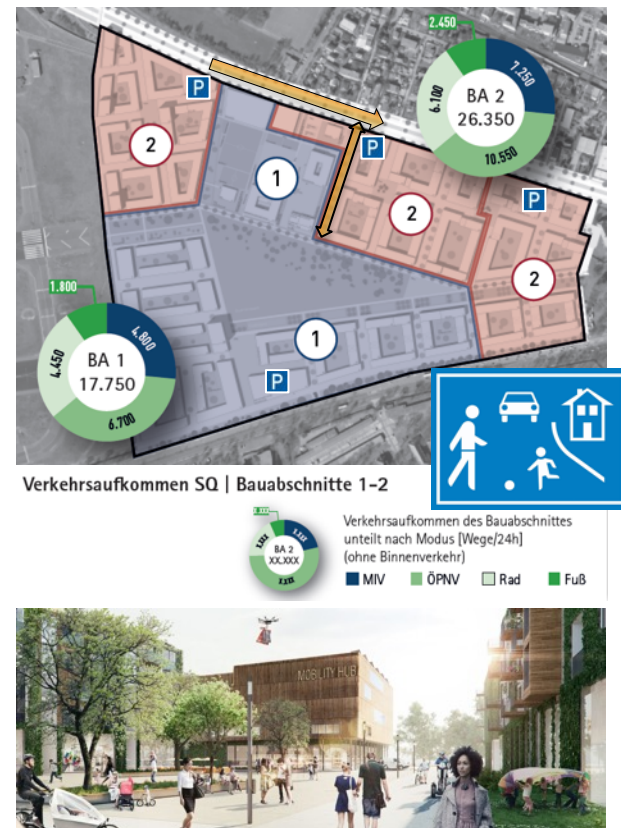 2.450
7.250
6.100
BA 2
26.350
10.550
P
P
P
2
1
2
2
1.800
4.800
4.450
BA 1
17.750
6.700
1
P
Verkehrsaufkommen SQ | Bauabschnitte 1-2
Verkehrsaufkommen des Bauabschnittes
unteilt nach Modus [Wege/24h]
(ohne Binnenverkehr)
BA 2
XX.XXX
MIV ÖPNV Rad Fuß
MOBILITY HUB